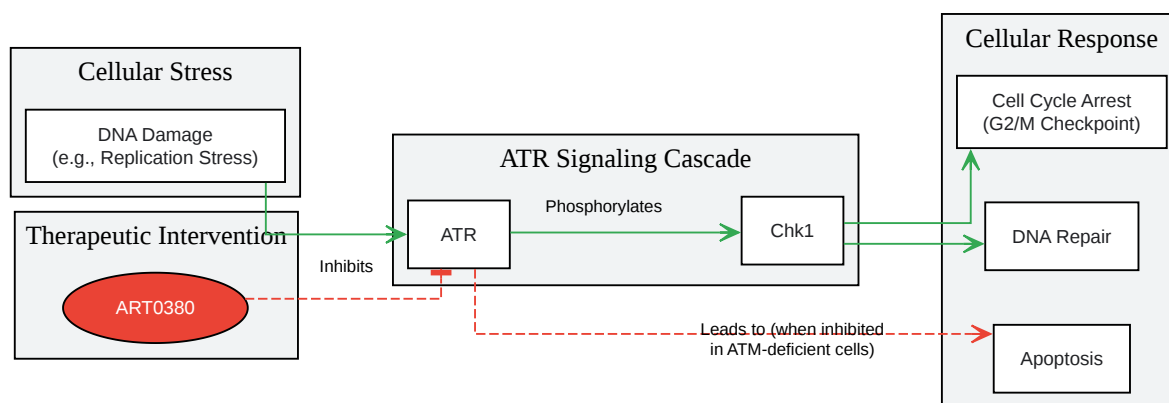 Cellular Stress
DNA Damage
(e.g., Replication Stress)
Therapeutic Intervention
ART0380
Inhibits
ATR Signaling Cascade
ATR
Phosphorylates
Chk1
Leads to (when inhibited
in ATM-deficient cells)
Cellular Response
Cell Cycle Arrest
(G2/M Checkpoint)
DNA Repair
Apoptosis